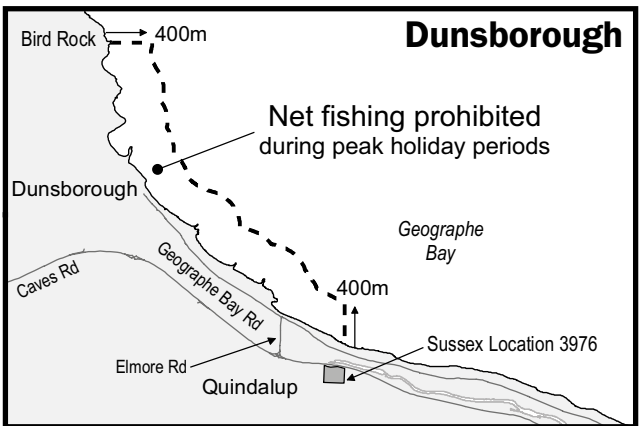 Dunsborough
Bird Rock
400m
Net fishing prohibited
during peak holiday periods
Dunsborough
Geographe
Bay
Caves Rd
Geographe Bay Rd
400m
Sussex Location 3976
Elmore Rd
Quindalup